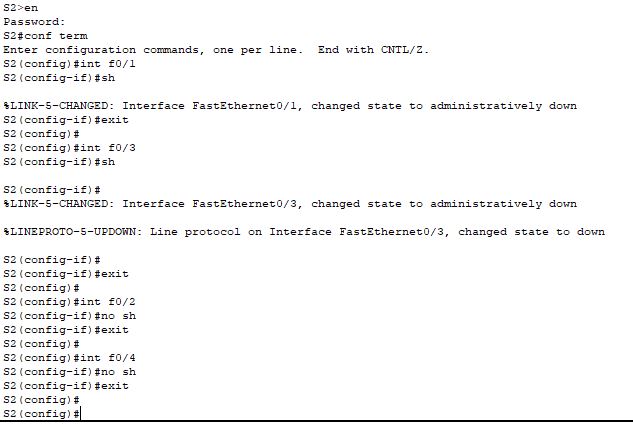 S2>en
Password:
S2#conf term
Enter configuration commands, one per line.  End with CNTL/Z.
S2(config)#int f0/1
S2(config-if)#sh
%LINK-5-CHANGED: Interface FastEthernet0/1, changed state to administratively down
S2(config-if)#exit
S2(config)#
S2(config)#int f0/3
S2(config-if)#sh
S2(config-if)#
%LINK-5-CHANGED: Interface FastEthernet0/3, changed state to administratively down
%LINEPROTO-5-UPDOWN: Line protocol on Interface FastEthernet0/3, changed state to down
S2(config-if)#
S2(config-if)#exit
S2(config)#
S2(config)#int f0/2
S2(config-if)#no sh
S2(config-if)#exit
S2(config)#
S2(config)#int f0/4
S2(config-if)#no sh
S2(config-if)#exit
S2(config)#
S2(config)#